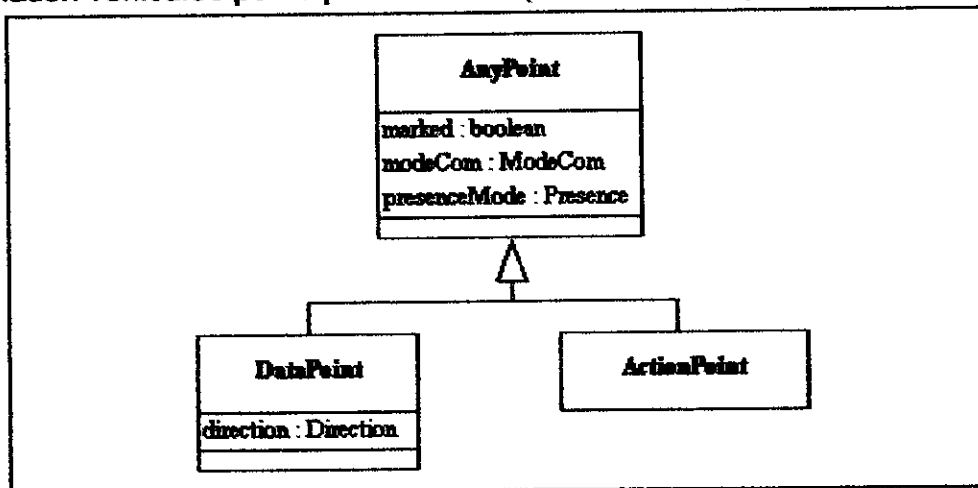 AnyPoint
marked : boolean
modeCom : ModeCom
presenceMode : Presence
DataPoint
direction : Direction
ActionPoint